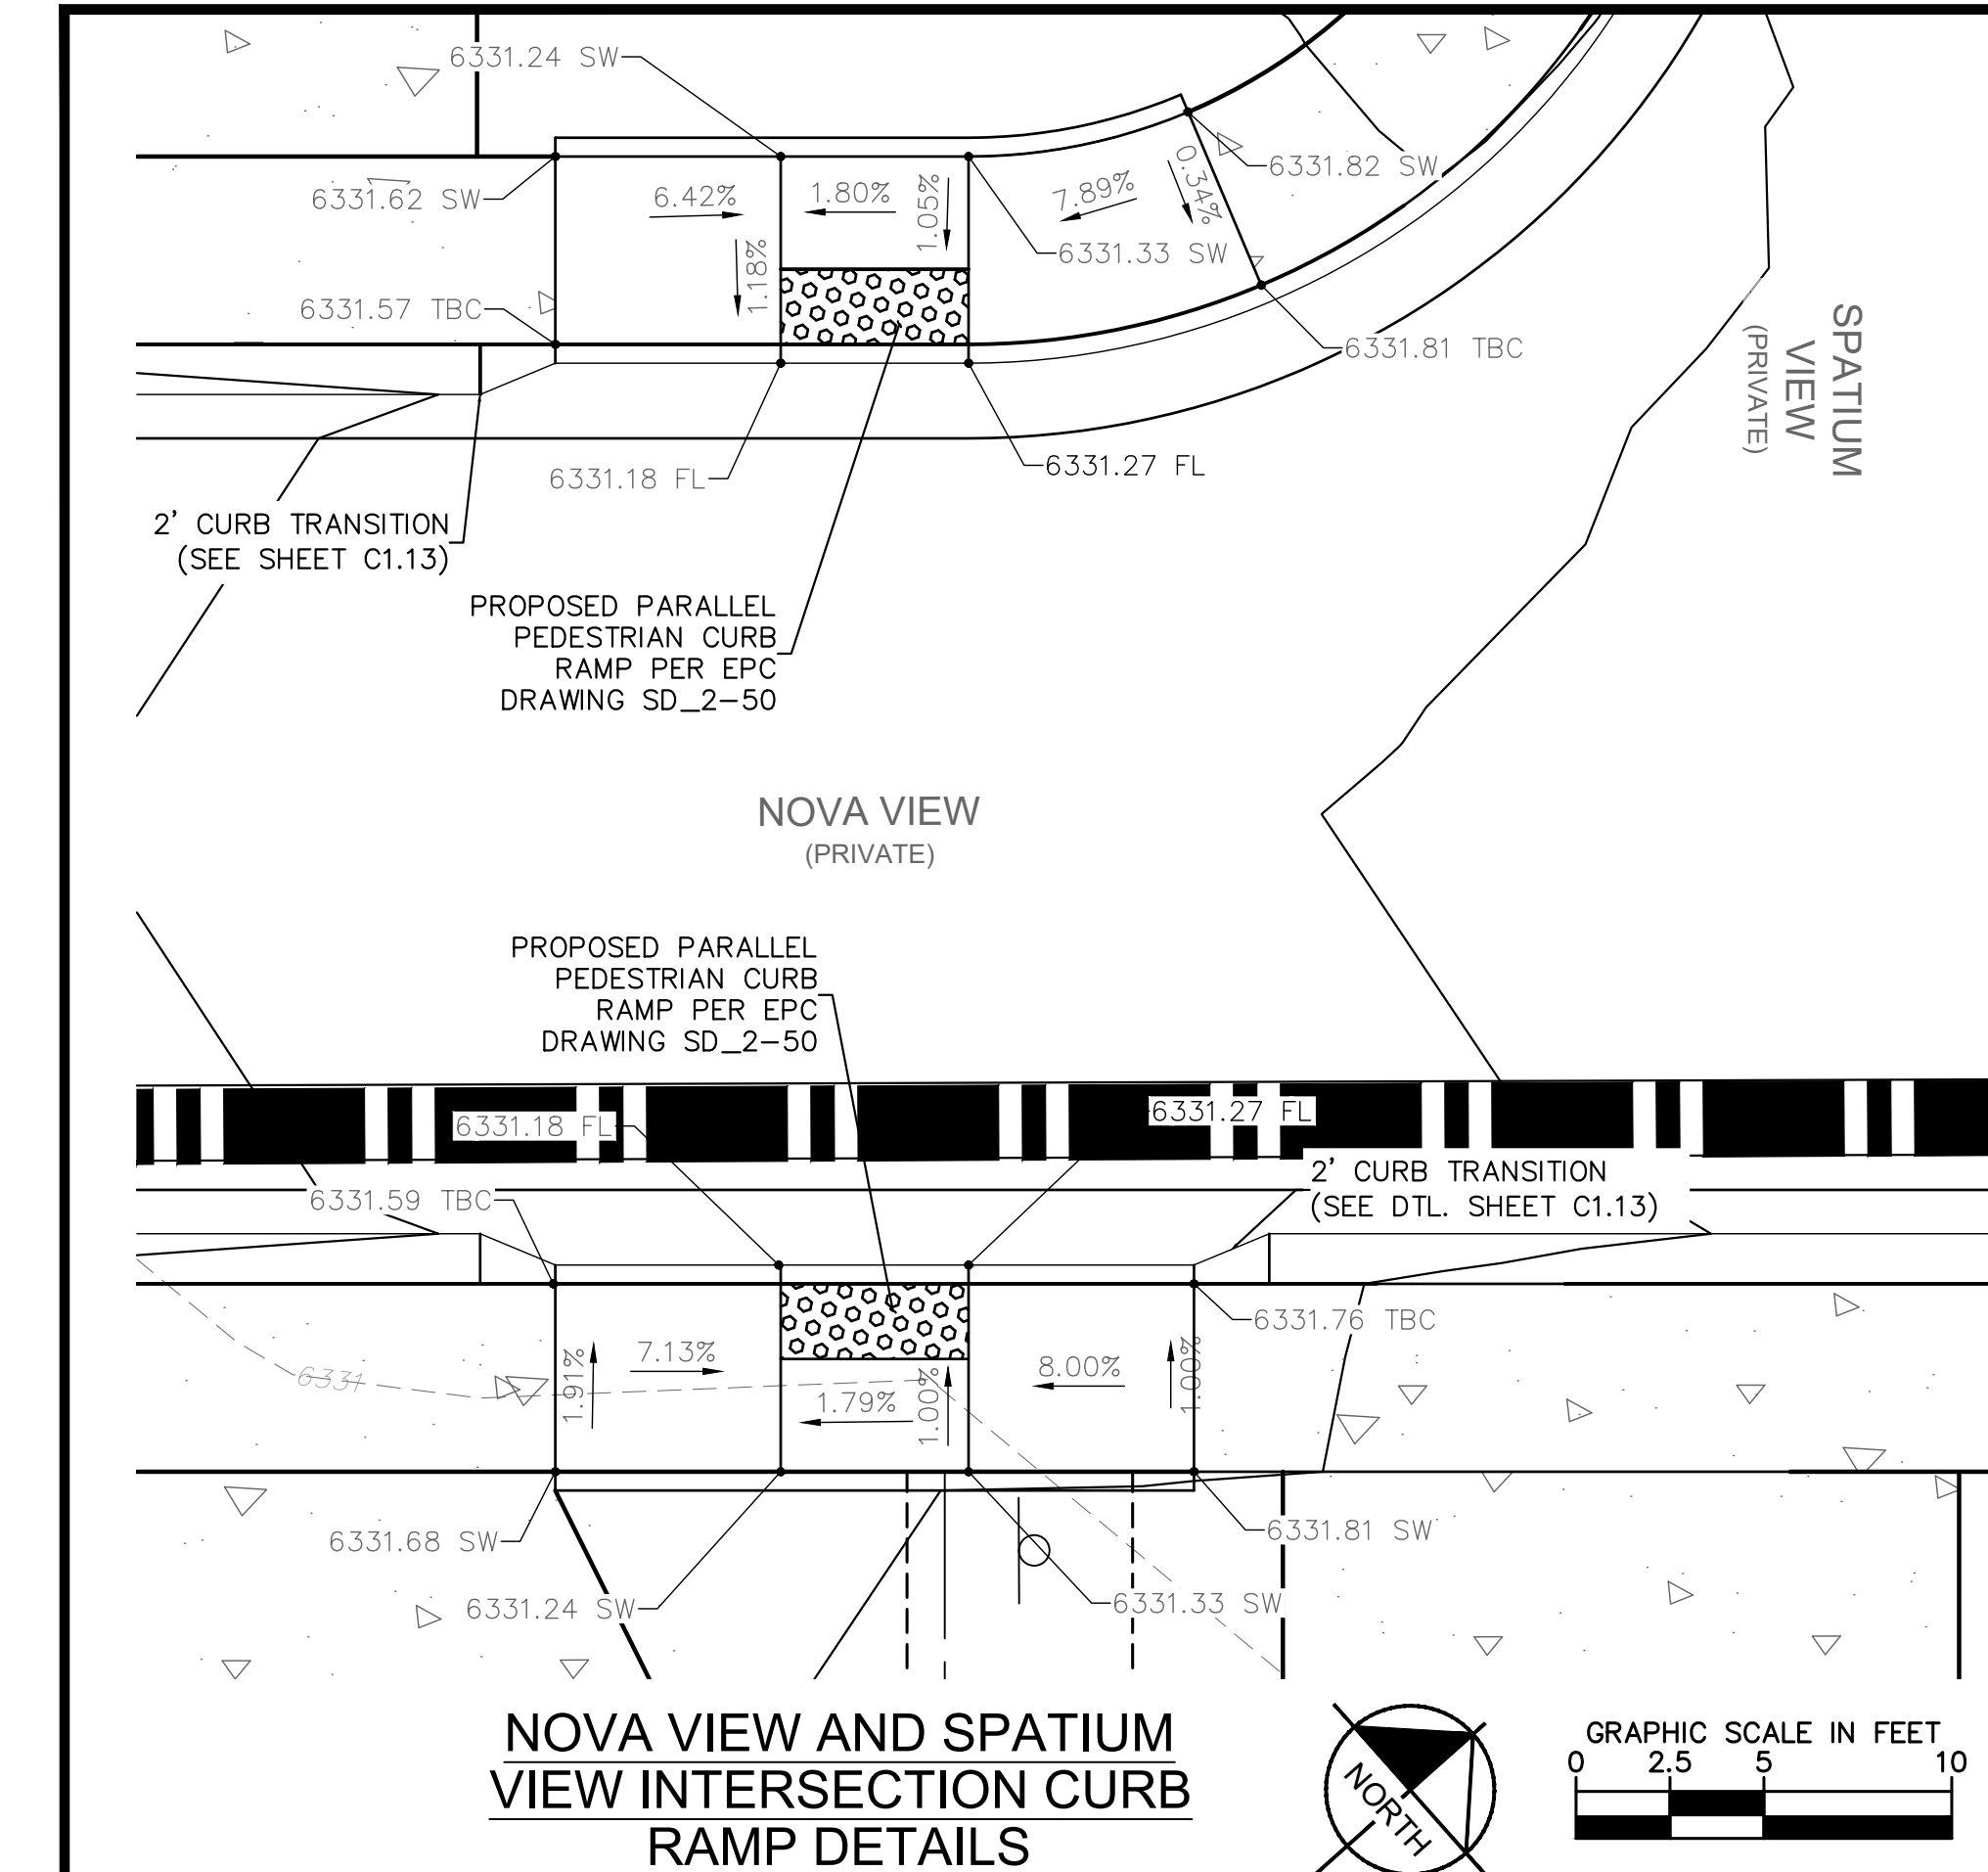 6331.24 SW
6331.82 SW
6331.62 SW
6.42%
1.80%
1.05%
7.89%
0.34%
6331.33 SW
1.18%
6331.57 TBC
6331.81 TBC
SPATIUM
VIEW
(PRIVATE)
6331.18 FL
6331.27 FL
2' CURB TRANSITION
(SEE SHEET C1.13)
PROPOSED PARALLEL
PEDESTRIAN CURB
RAMP PER EPC
DRAWING SD_2-50
NOVA VIEW
(PRIVATE)
PROPOSED PARALLEL
PEDESTRIAN CURB
RAMP PER EPC
DRAWING SD_2-50
6331.18 FL
6331.27 FL
2' CURB TRANSITION
(SEE DTL. SHEET C1.13)
6331.59 TBC
6331.76 TBC
6331
1.91%
7.13%
1.79%
1.00%
8.00%
1.00%
6331.68 SW
6331.81 SW
6331.24 SW
6331.33 SW
NOVA VIEW AND SPATIUM
VIEW INTERSECTION CURB
RAMP DETAILS
NORTH
GRAPHIC SCALE IN FEET
0 2.5 5 10